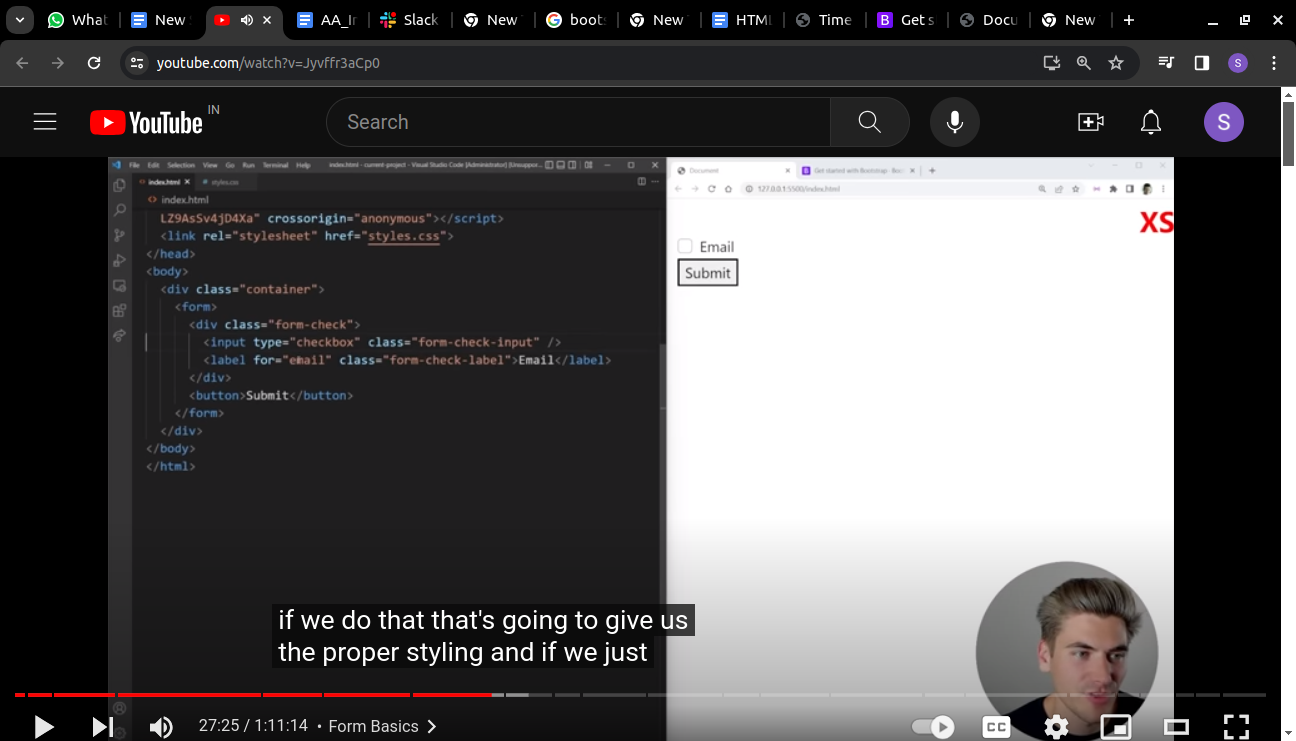 What
New
AA_Ir
Slack
New
boots
New
HTMl
Time
Get s
Docu
New
youtube.com/watch?v=Jyvffr3aCp0
S
YouTube IN
Search
S
File Edit Selection View Go Run Terminal Help index.html - current-project - Visual Studio Code [Administrator] [Unsuppor...
index.html
styles.css
index.html
LZ9AsSv4jD4Xa" crossorigin="anonymous"></script>
<link rel="stylesheet" href="styles.css">
</head>
<body>
<div class="container">
<form>
<div class="form-check">
<input type="checkbox" class="form-check-input" />
<label for="email" class="form-check-label">Email</label>
</div>
<button>Submit</button>
</form>
</div>
</body>
</html>
Document
Get started with Bootstrap · Boo
127.0.0.1:5500/index.html
XS
Email
Submit
if we do that that's going to give us
the proper styling and if we just
27:25 / 1:11:14 • Form Basics
CC